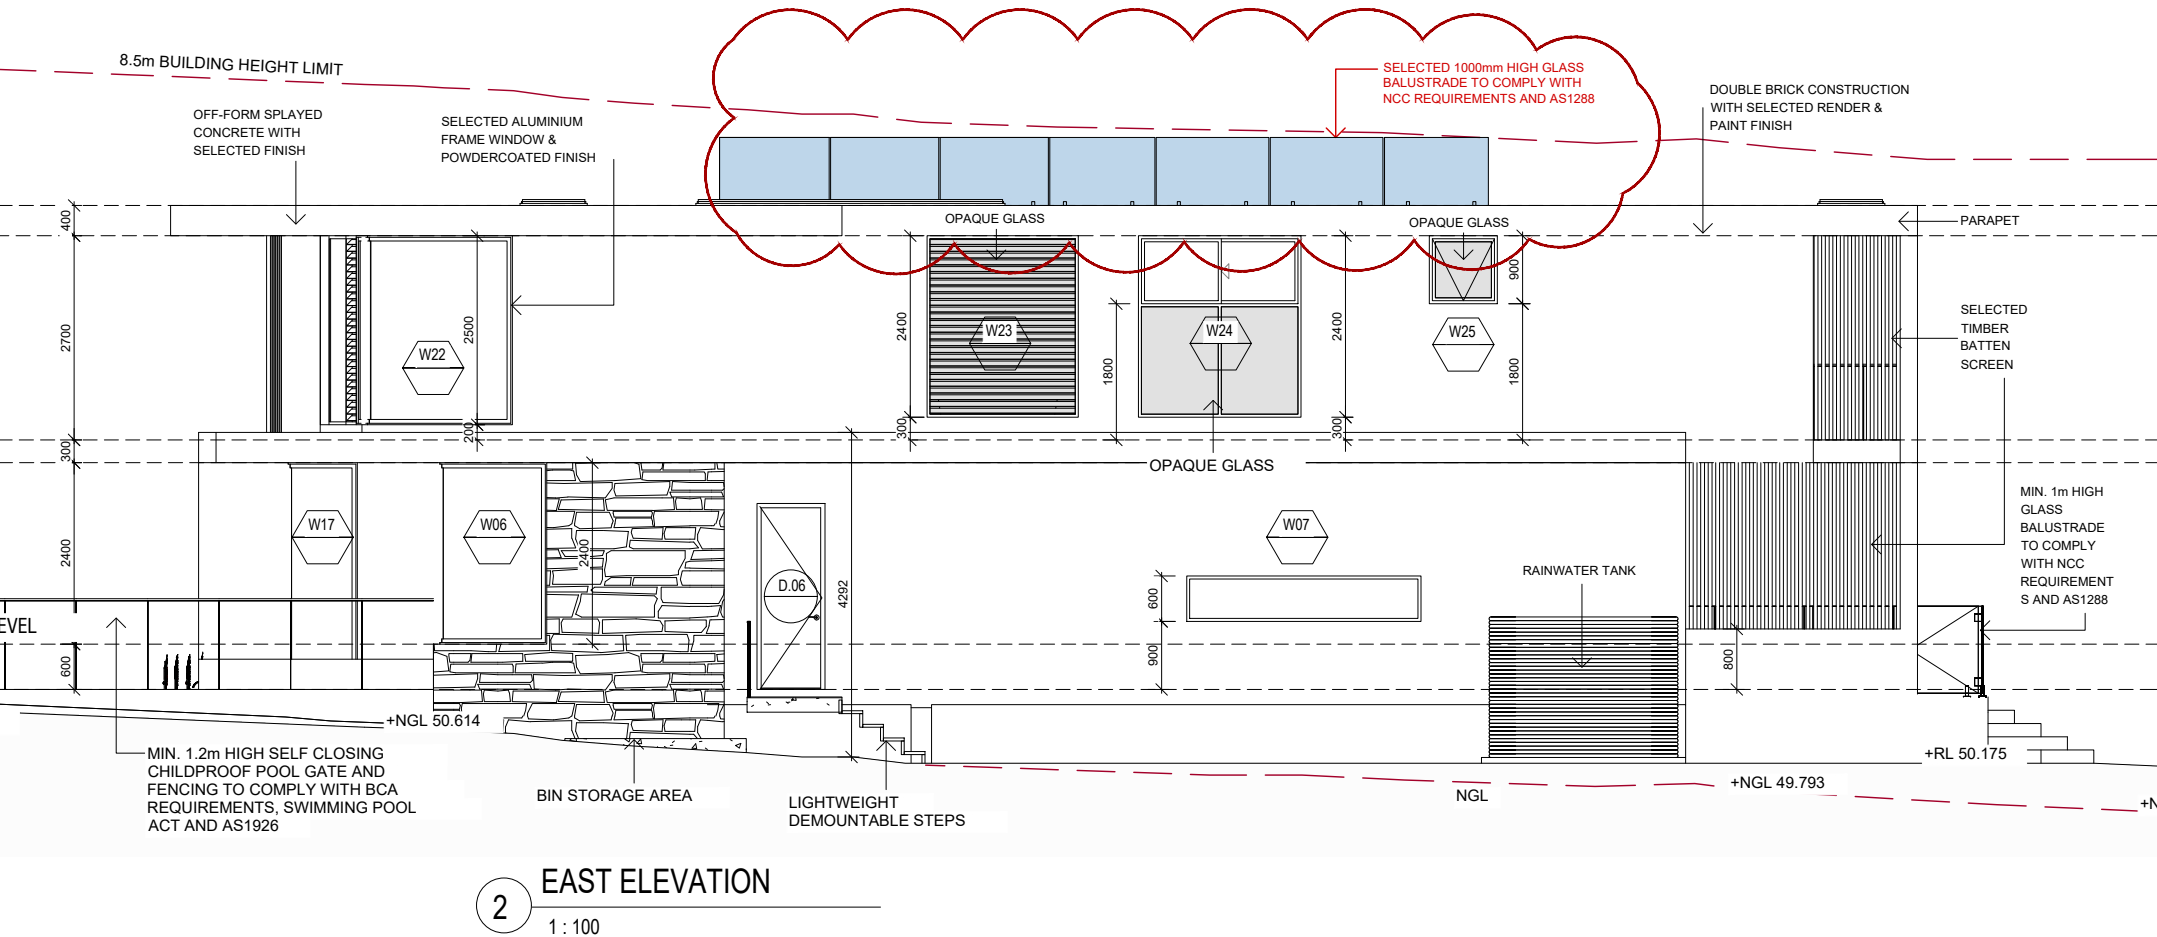 8.5m BUILDING HEIGHT LIMIT
OFF-FORM SPLAYED
CONCRETE WITH
SELECTED FINISH
SELECTED ALUMINIUM
FRAME WINDOW &
POWDERCOATED FINISH
SELECTED 1000mm HIGH GLASS
BALUSTRADE TO COMPLY WITH
NCC REQUIREMENTS AND AS1288
DOUBLE BRICK CONSTRUCTION
WITH SELECTED RENDER &
PAINT FINISH
OPAQUE GLASS
OPAQUE GLASS
PARAPET
400
2700
300
2400
600
2500
200
2400
300
1800
2400
300
900
1800
W22
W23
W24
W25
SELECTED
TIMBER
BATTEN
SCREEN
OPAQUE GLASS
W17
W06
2400
D.06
4292
W07
600
900
RAINWATER TANK
800
MIN. 1m HIGH
GLASS
BALUSTRADE
TO COMPLY
WITH NCC
REQUIREMENT
S AND AS1288
EVEL
+NGL 50.614
MIN. 1.2m HIGH SELF CLOSING
CHILDPROOF POOL GATE AND
FENCING TO COMPLY WITH BCA
REQUIREMENTS, SWIMMING POOL
ACT AND AS1926
BIN STORAGE AREA
LIGHTWEIGHT
DEMOUNTABLE STEPS
NGL
+NGL 49.793
+RL 50.175
+N
2
EAST ELEVATION
1 : 100